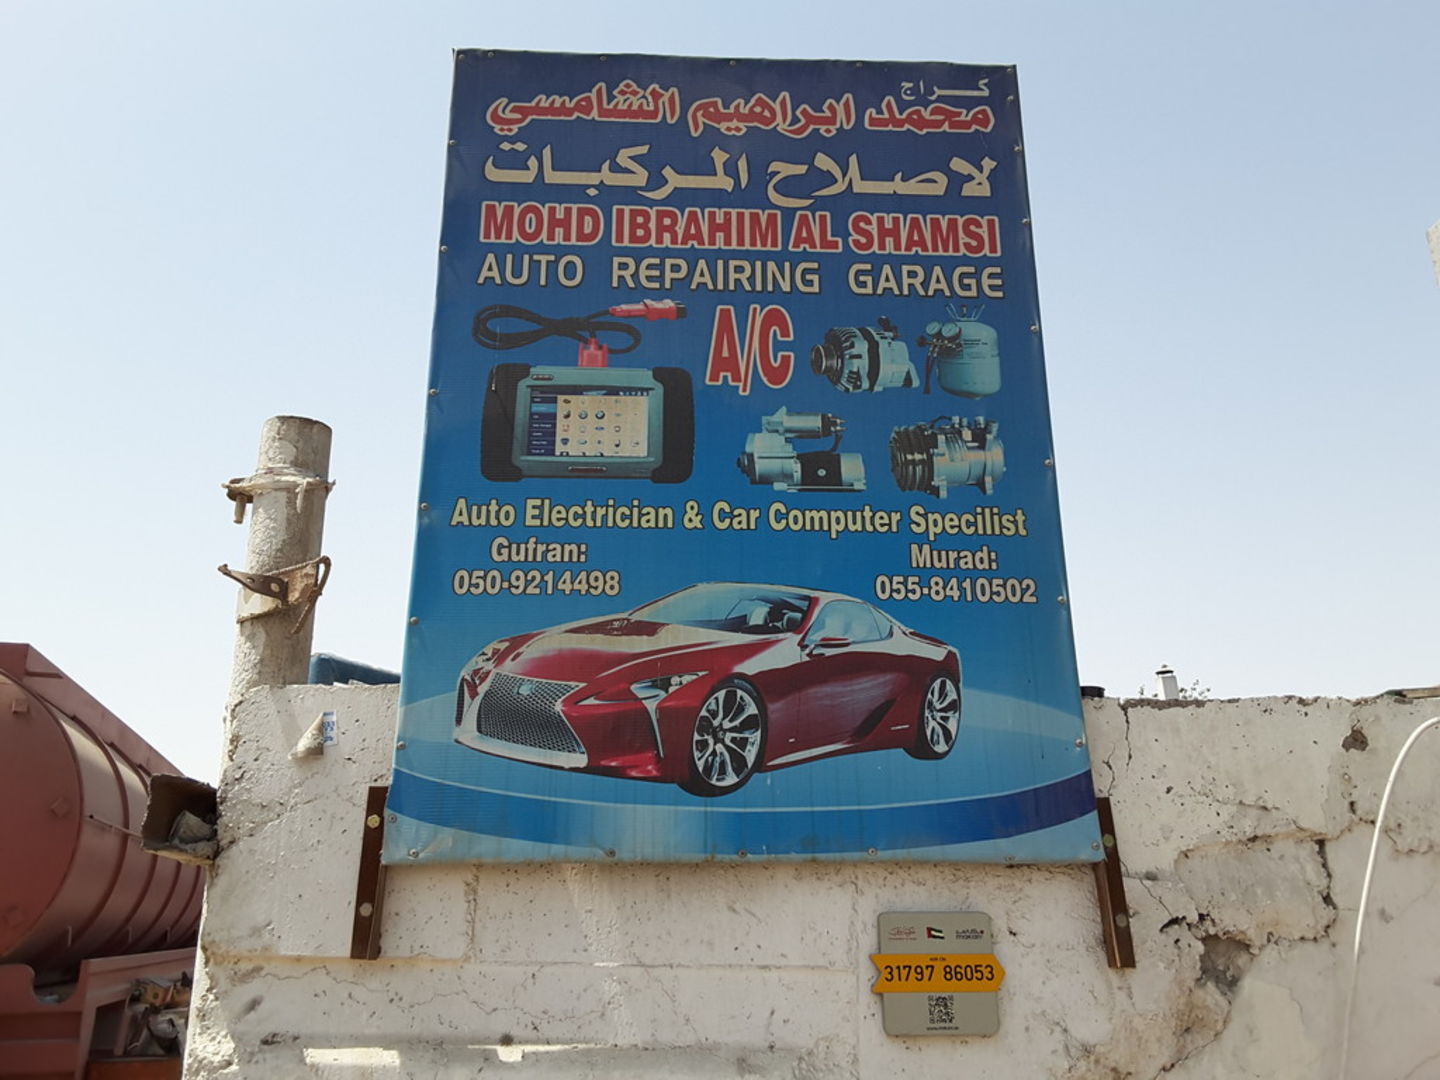 كراج
محمد ابراهيم الشامسي
لاصلاح المركبات
MOHD IBRAHIM AL SHAMSI
AUTO REPAIRING GARAGE
A/C
Auto Electrician & Car Computer Specilist
Gufran:
050-9214498
Murad:
055-8410502
makani
31797 86053